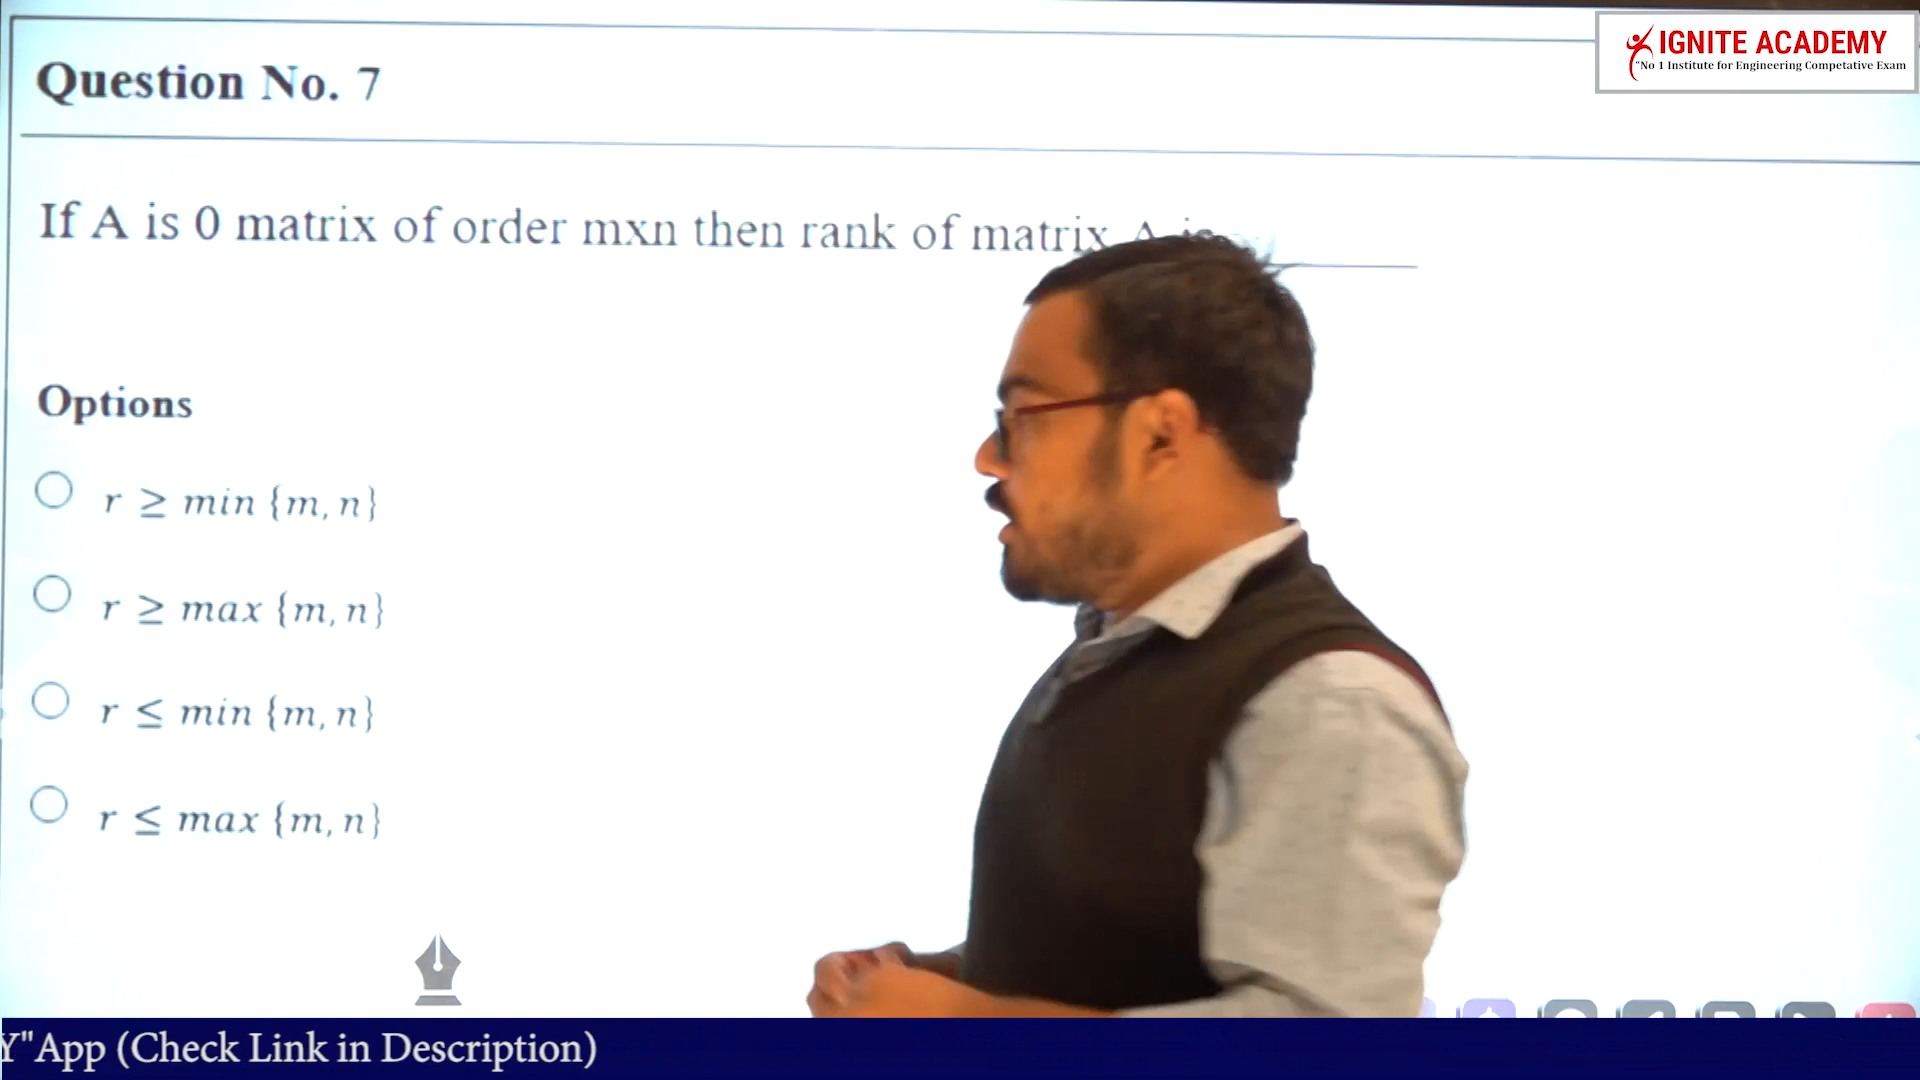 IGNITE ACADEMY
"No 1 Institute for Engineering Competative Exam
Question No. 7
If A is 0 matrix of order mxn then rank of matrix A is
Options
r ≥ min {m, n}
r ≥ max {m, n}
r ≤ min {m, n}
r ≤ max {m, n}
Y"App (Check Link in Description)